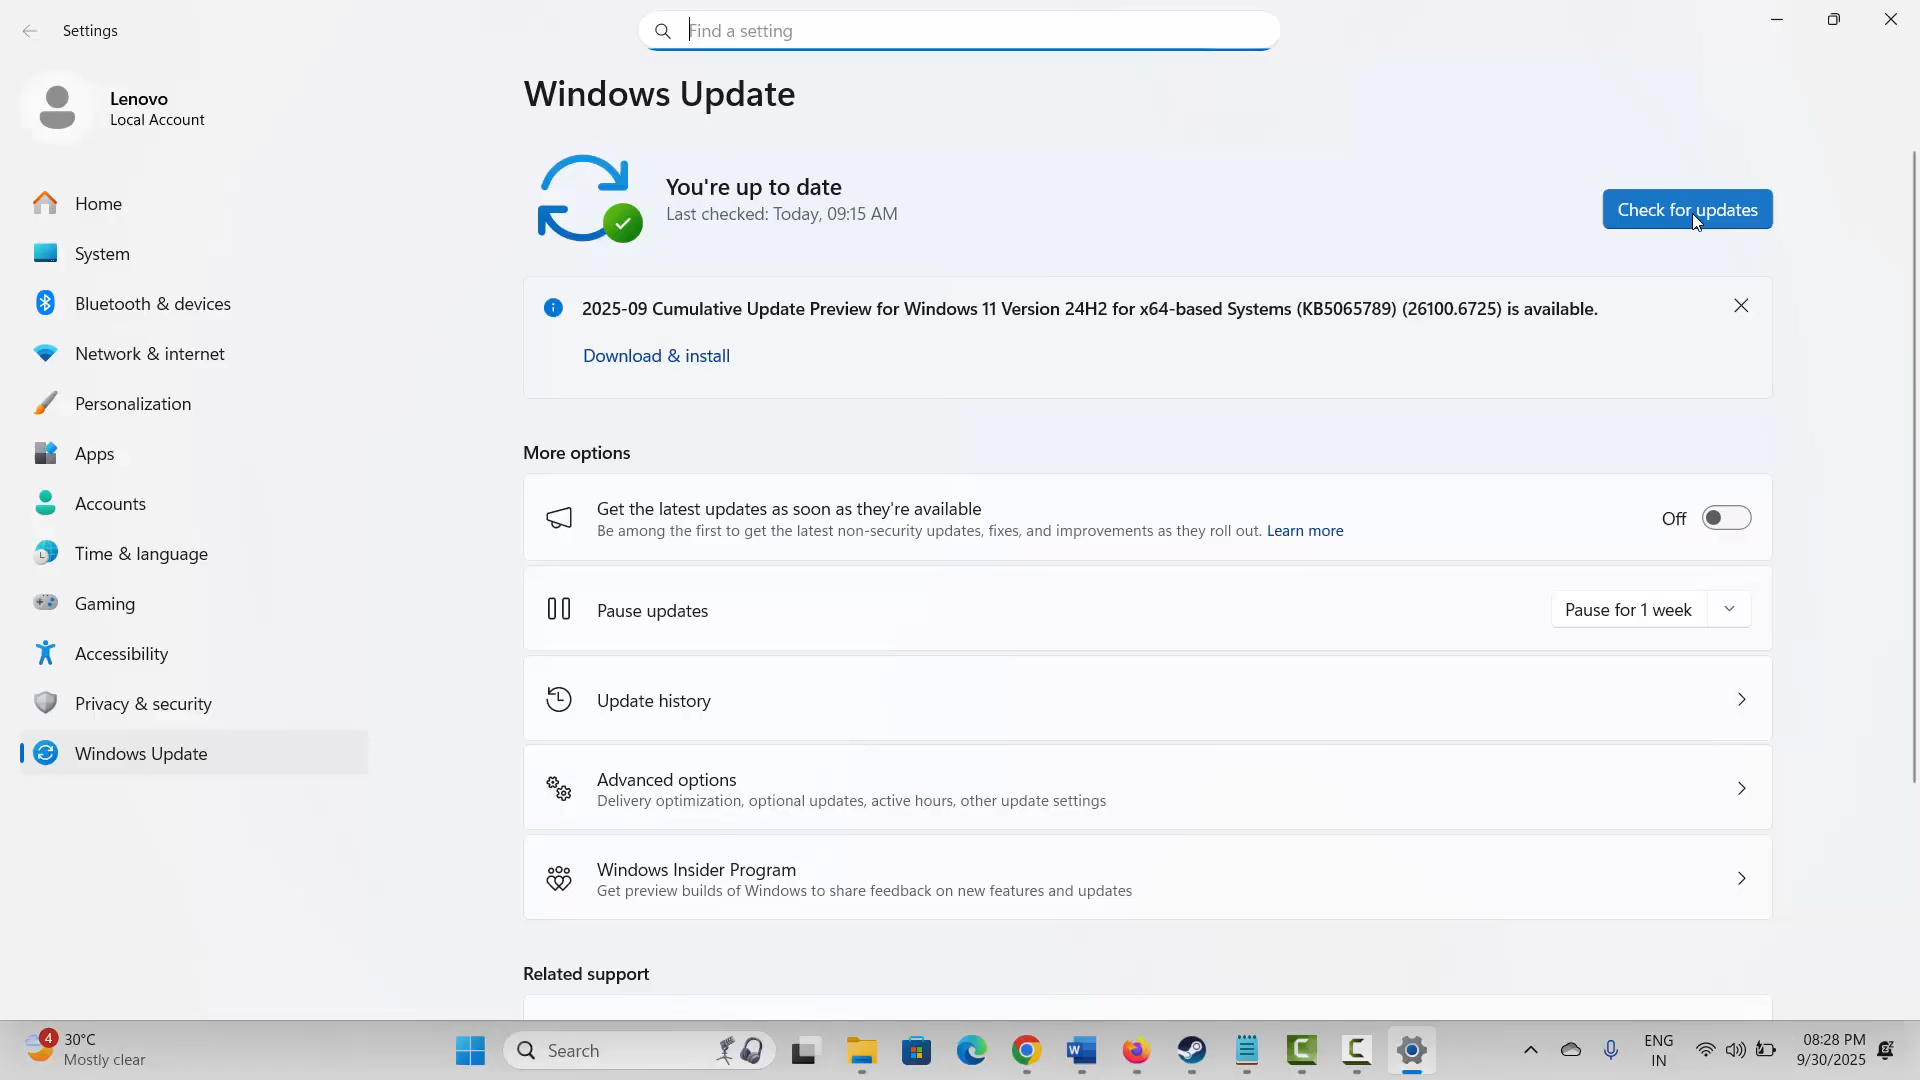 Settings
Find a setting
Lenovo
Local Account
Home
System
Bluetooth & devices
Network & internet
Personalization
Apps
Accounts
Time & language
Gaming
Accessibility
Privacy & security
Windows Update
Windows Update
You're up to date
Last checked: Today, 09:15 AM
Check for updates
2025-09 Cumulative Update Preview for Windows 11 Version 24H2 for x64-based Systems (KB5065789) (26100.6725) is available.
Download & install
More options
Get the latest updates as soon as they're available
Be among the first to get the latest non-security updates, fixes, and improvements as they roll out. Learn more
Off
Pause updates
Pause for 1 week
Update history
Advanced options
Delivery optimization, optional updates, active hours, other update settings
Windows Insider Program
Get preview builds of Windows to share feedback on new features and updates
Related support
4
30°C
Mostly clear
Search
ENG
IN
08:28 PM
9/30/2025